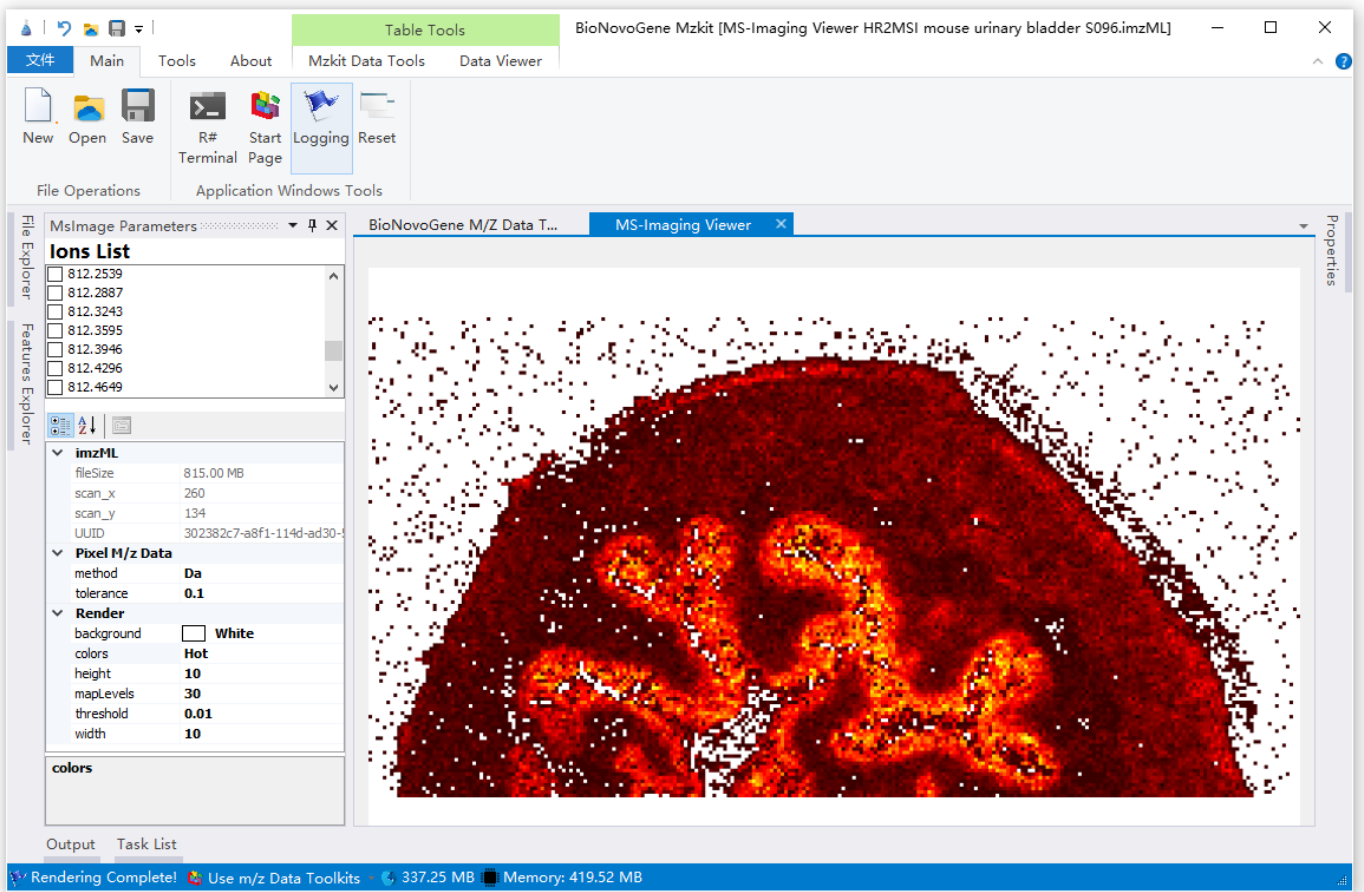 BioNovoGene Mzkit [MS-Imaging Viewer HR2MSI mouse urinary bladder S096.imzML]
Table Tools
文件 Main Tools About Mzkit Data Tools Data Viewer
New Open Save R# Terminal Start Page Logging Reset
File Operations Application Windows Tools
File Explorer
Features Explorer
MsImage Parameters
Ions List
812.2539
812.2887
812.3243
812.3595
812.3946
812.4296
812.4649
imzML
fileSize 815.00 MB
scan_x 260
scan_y 134
UUID 302382c7-a8f1-114d-ad30-
Pixel M/z Data
method Da
tolerance 0.1
Render
background White
colors Hot
height 10
mapLevels 30
threshold 0.01
width 10
colors
BioNovoGene M/Z Data T... MS-Imaging Viewer
Properties
Output Task List
Rendering Complete! Use m/z Data Toolkits 337.25 MB Memory: 419.52 MB